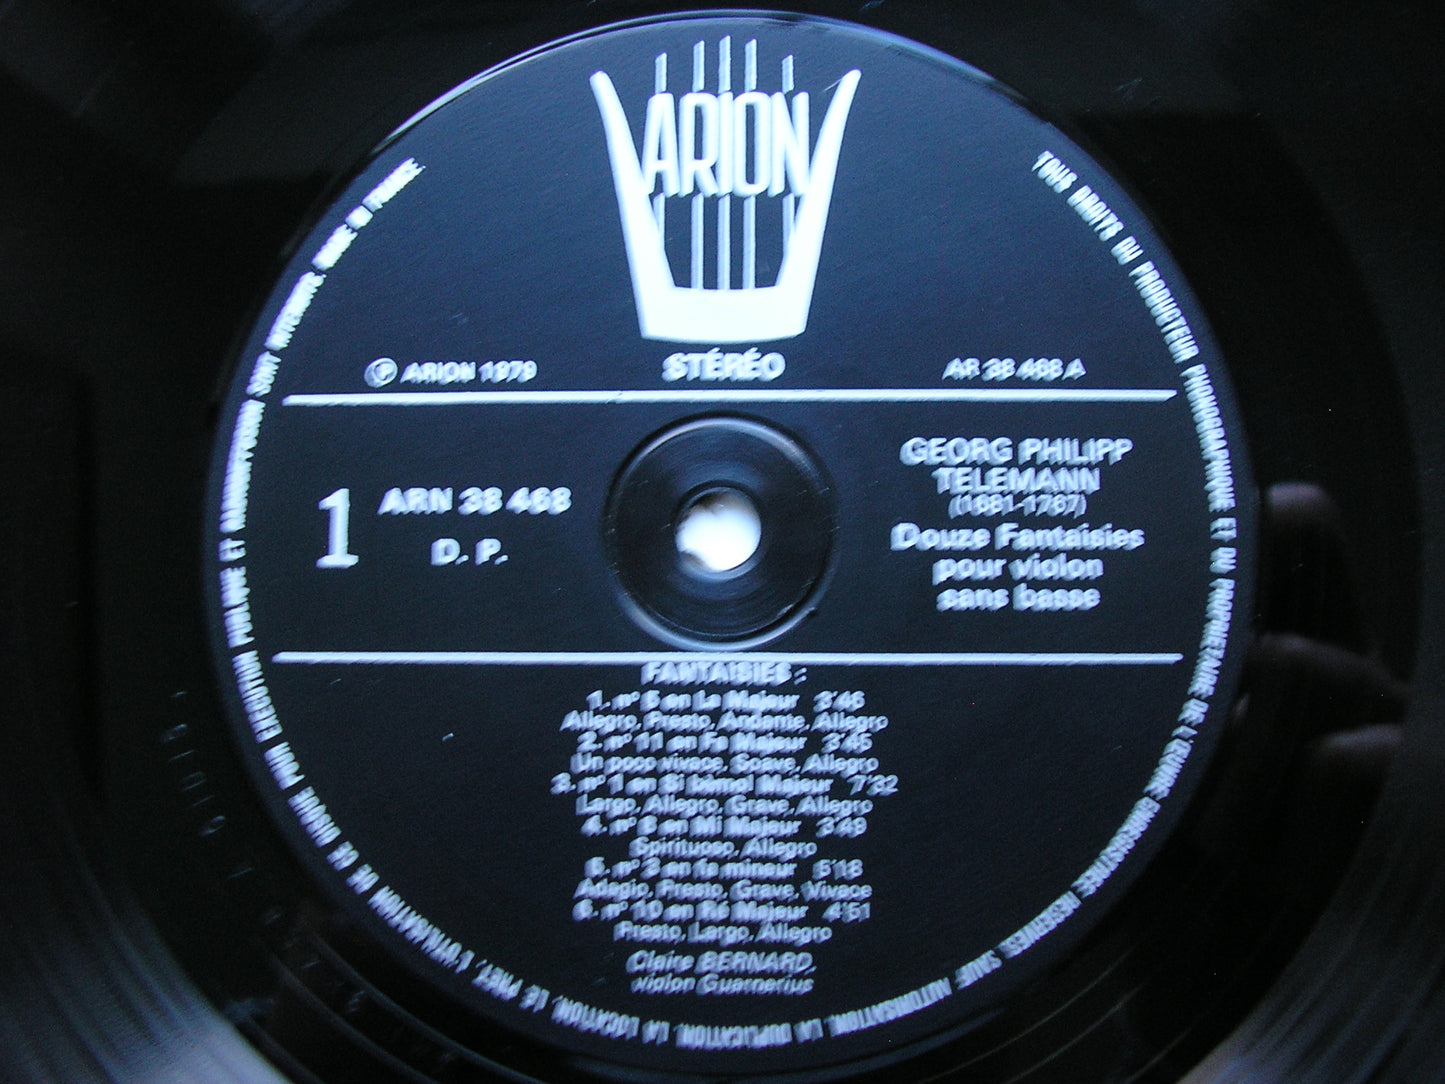 ARION
STÉRÉO
℗ ARION 1979
AR 38 468 A
1
ARN 38 468
D. P.
GEORG PHILIPP
TELEMANN
(1681-1767)
Douze Fantaisies
pour violon
sans basse
FANTAISIES :
1. n° 5 en La Majeur 3'46
Allegro, Presto, Andante, Allegro
2. n° 11 en Fa Majeur 3'45
Un poco vivace, Soave, Allegro
3. n° 1 en Si bémol Majeur 7'32
Largo, Allegro, Grave, Allegro
4. n° 8 en Mi Majeur 3'49
Spirituoso, Allegro
5. n° 3 en fa mineur 5'18
Adagio, Presto, Grave, Vivace
6. n° 10 en Ré Majeur 4'51
Presto, Largo, Allegro
Claire BERNARD,
violon Guarnerius
TOUS DROITS DU PRODUCTEUR PHONOGRAPHIQUE ET DU PROPRIETAIRE DE L'ŒUVRE ENREGISTREE RESERVES. SAUF AUTORISATION, LA DUPLICATION, LA LOCATION, LE PRET, L'UTILISATION DE CE DISQUE POUR EXECUTION PUBLIQUE ET RADIODIFFUSION SONT INTERDITS. MADE IN FRANCE.